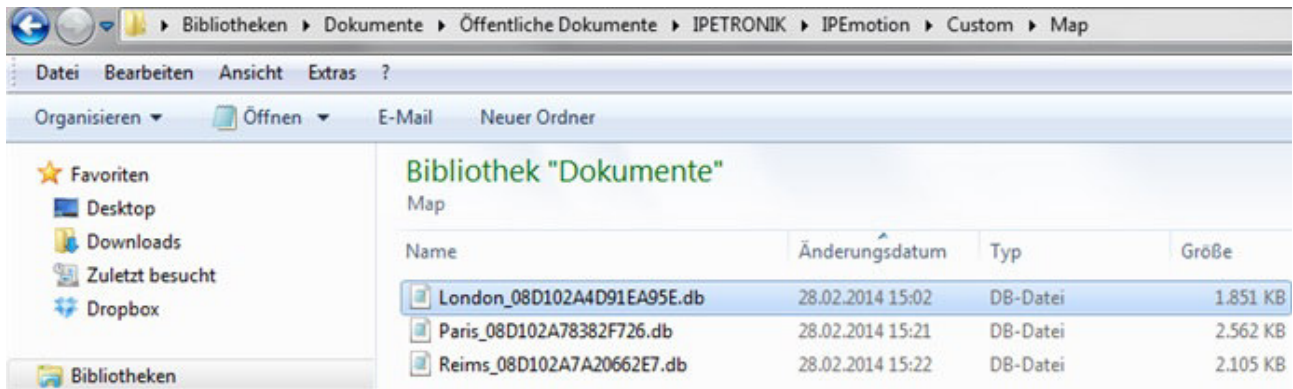 Bibliotheken ▸ Dokumente ▸ Öffentliche Dokumente ▸ IPETRONIK ▸ IPEmotion ▸ Custom ▸ Map
Datei Bearbeiten Ansicht Extras ?
Organisieren Öffnen E-Mail Neuer Ordner
Favoriten
Desktop
Downloads
Zuletzt besucht
Dropbox
Bibliotheken
Bibliothek "Dokumente"
Map
Name Änderungsdatum Typ Größe
London_08D102A4D91EA95E.db 28.02.2014 15:02 DB-Datei 1.851 KB
Paris_08D102A78382F726.db 28.02.2014 15:21 DB-Datei 2.562 KB
Reims_08D102A7A20662E7.db 28.02.2014 15:22 DB-Datei 2.105 KB